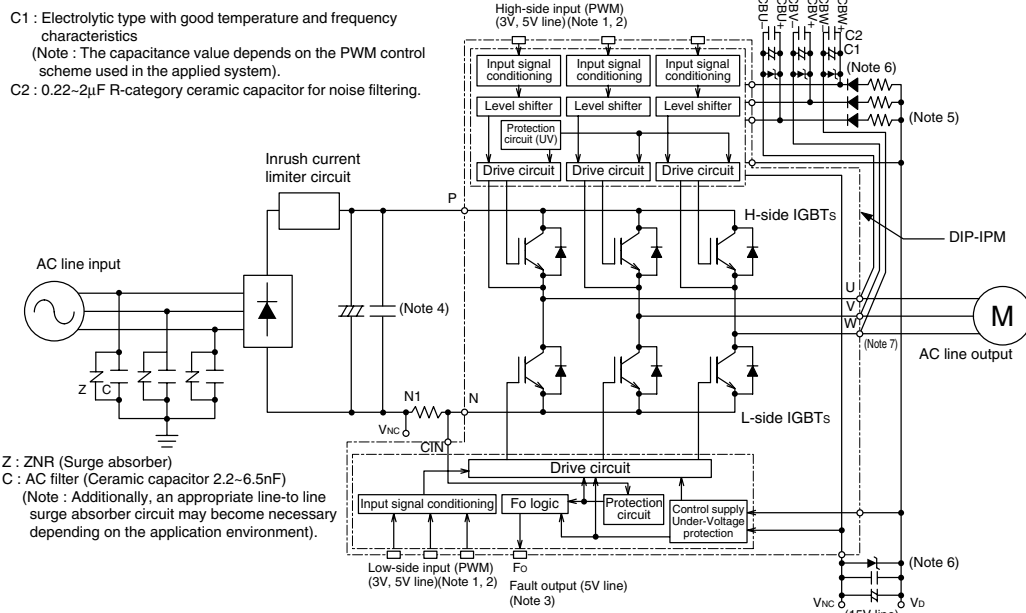 C1 : Electrolytic type with good temperature and frequency
characteristics
(Note : The capacitance value depends on the PWM control
scheme used in the applied system).
C2 : 0.22~2μF R-category ceramic capacitor for noise filtering.
High-side input (PWM)
(3V, 5V line) (Note 1, 2)
CBU-
CBU+
CBV-
CBV+
CBW-
CBW+
C2
C1
(Note 6)
(Note 5)
Input signal conditioning
Input signal conditioning
Input signal conditioning
Level shifter
Level shifter
Level shifter
Protection circuit (UV)
Drive circuit
Drive circuit
Drive circuit
Inrush current
limiter circuit
P
H-side IGBTs
DIP-IPM
AC line input
(Note 4)
U
V
W
(Note 7)
M
AC line output
Z
C
N1
VNC
N
CIN
L-side IGBTs
Z : ZNR (Surge absorber)
C : AC filter (Ceramic capacitor 2.2~6.5nF)
(Note : Additionally, an appropriate line-to line
surge absorber circuit may become necessary
depending on the application environment).
Drive circuit
Input signal conditioning
Fo logic
Protection circuit
Control supply Under-Voltage protection
Low-side input (PWM)
(3V, 5V line)(Note 1, 2)
Fo
Fault output (5V line)
(Note 3)
(Note 6)
VNC
(15V line)
VD